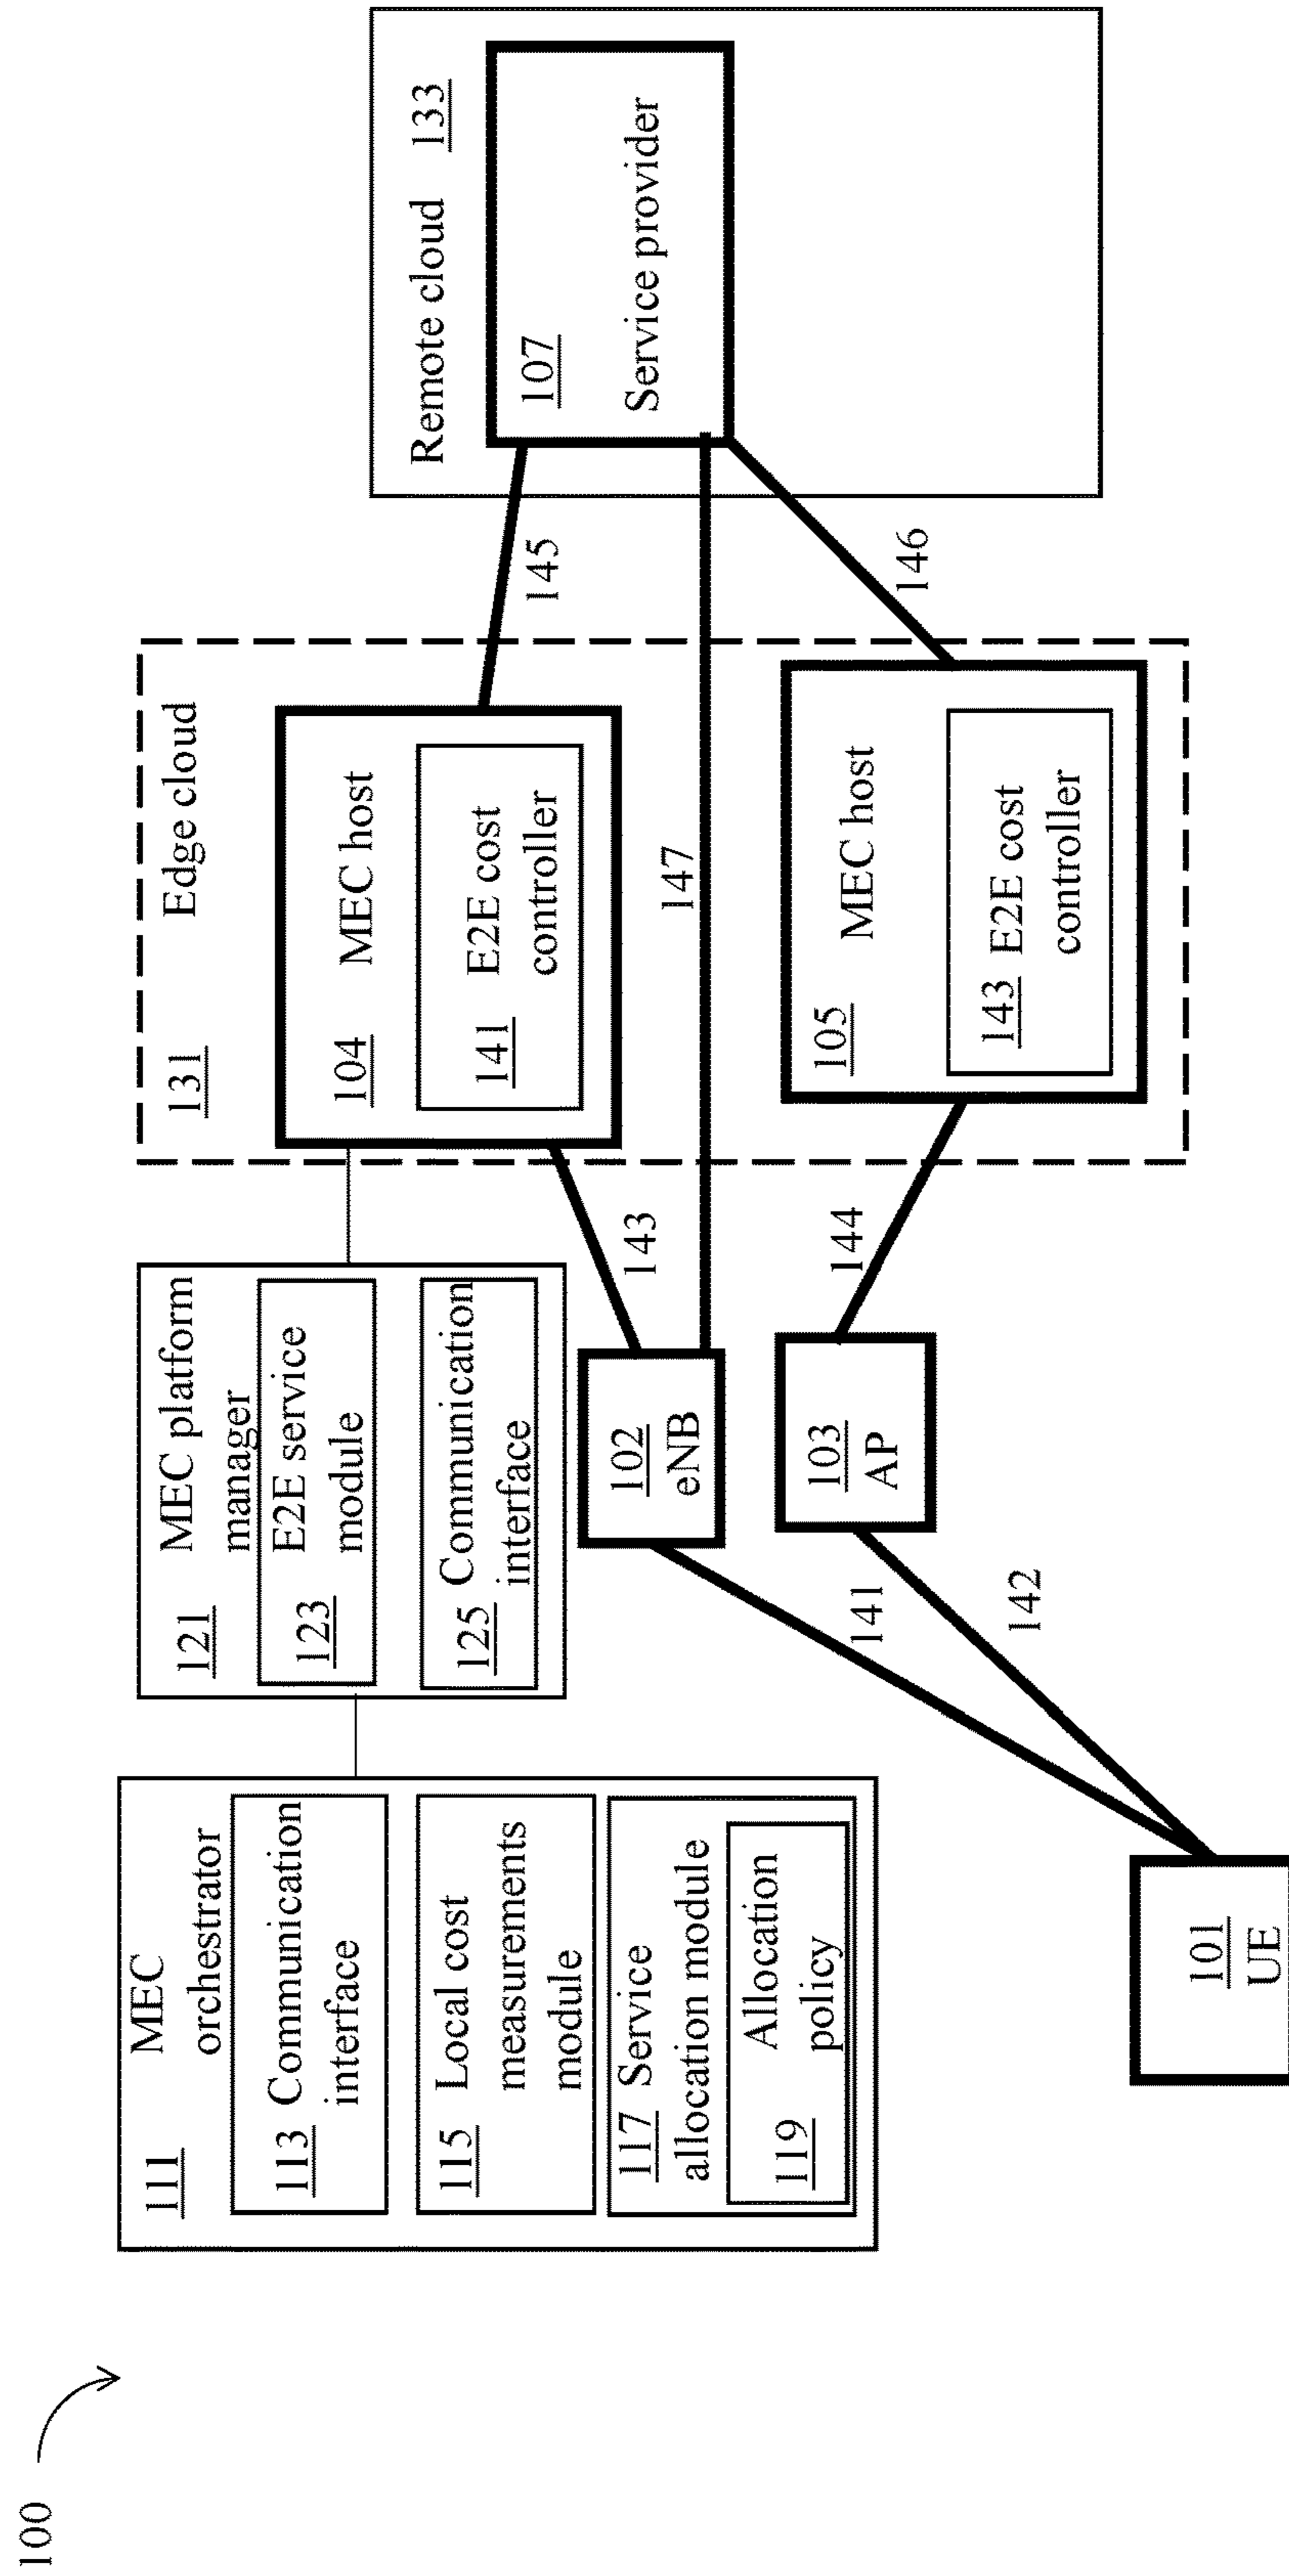 100
111
MEC
orchestrator
113 Communication
interface
115 Local cost
measurements
module
117 Service
allocation module
119 Allocation
policy
121 MEC platform
manager
123 E2E service
module
125 Communication
interface
101
UE
141
142
102
eNB
103
AP
143
144
147
131 Edge cloud
104 MEC host
141 E2E cost
controller
105 MEC host
143 E2E cost
controller
145
146
Remote cloud 133
107
Service provider